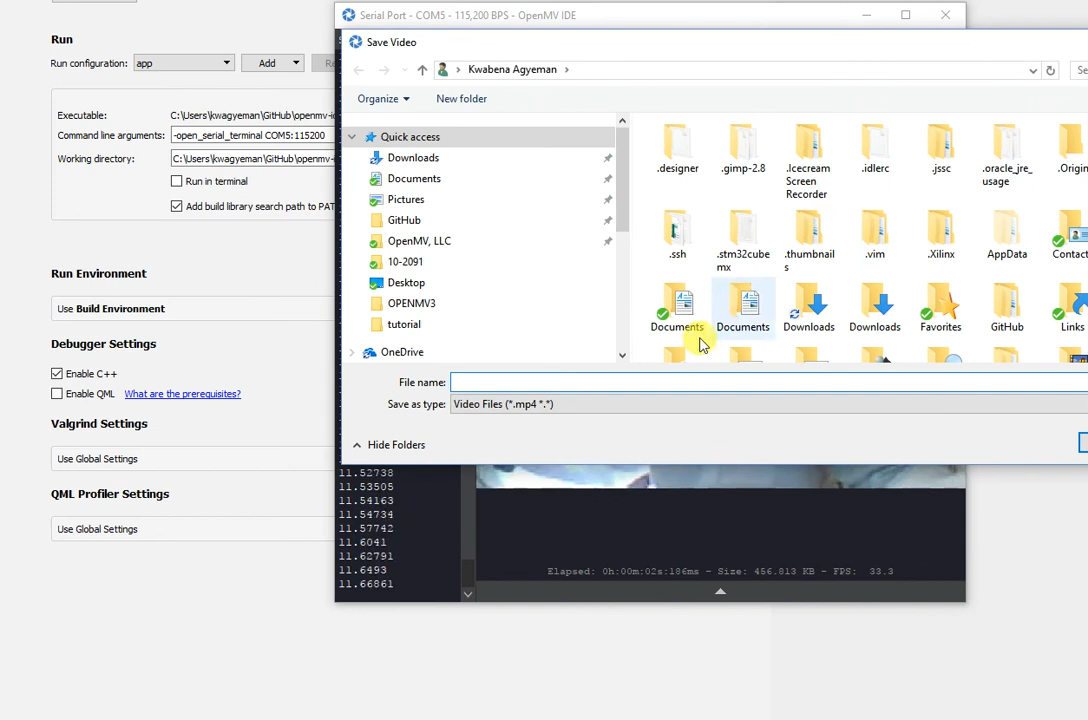 Serial Port - COM5 - 115,200 BPS - OpenMV IDE
Save Video
Kwabena Agyeman
Organize
New folder
Quick access
Downloads
Documents
Pictures
GitHub
OpenMV, LLC
10-2091
Desktop
OPENMV3
tutorial
OneDrive
.designer
.gimp-2.8
.Icecream Screen Recorder
.idlerc
.jssc
.oracle_jre_usage
.Origin
.ssh
.stm32cubemx
.thumbnails
.vim
.Xilinx
AppData
Contac
Documents
Documents
Downloads
Downloads
Favorites
GitHub
Links
File name:
Save as type: Video Files (*.mp4 *.*)
Hide Folders
Run
Run configuration: app Add
Executable: C:\Users\kwagyeman\GitHub\openmv-i
Command line arguments: -open_serial_terminal COM5:115200
Working directory: C:\Users\kwagyeman\GitHub\openmv-
Run in terminal
Add build library search path to PAT
Run Environment
Use Build Environment
Debugger Settings
Enable C++
Enable QML What are the prerequisites?
Valgrind Settings
Use Global Settings
QML Profiler Settings
Use Global Settings
11.52738
11.53505
11.54163
11.54734
11.57742
11.6041
11.62791
11.6493
11.66861
Elapsed: 0h:00m:02s:186ms - Size: 456.813 KB - FPS: 33.3